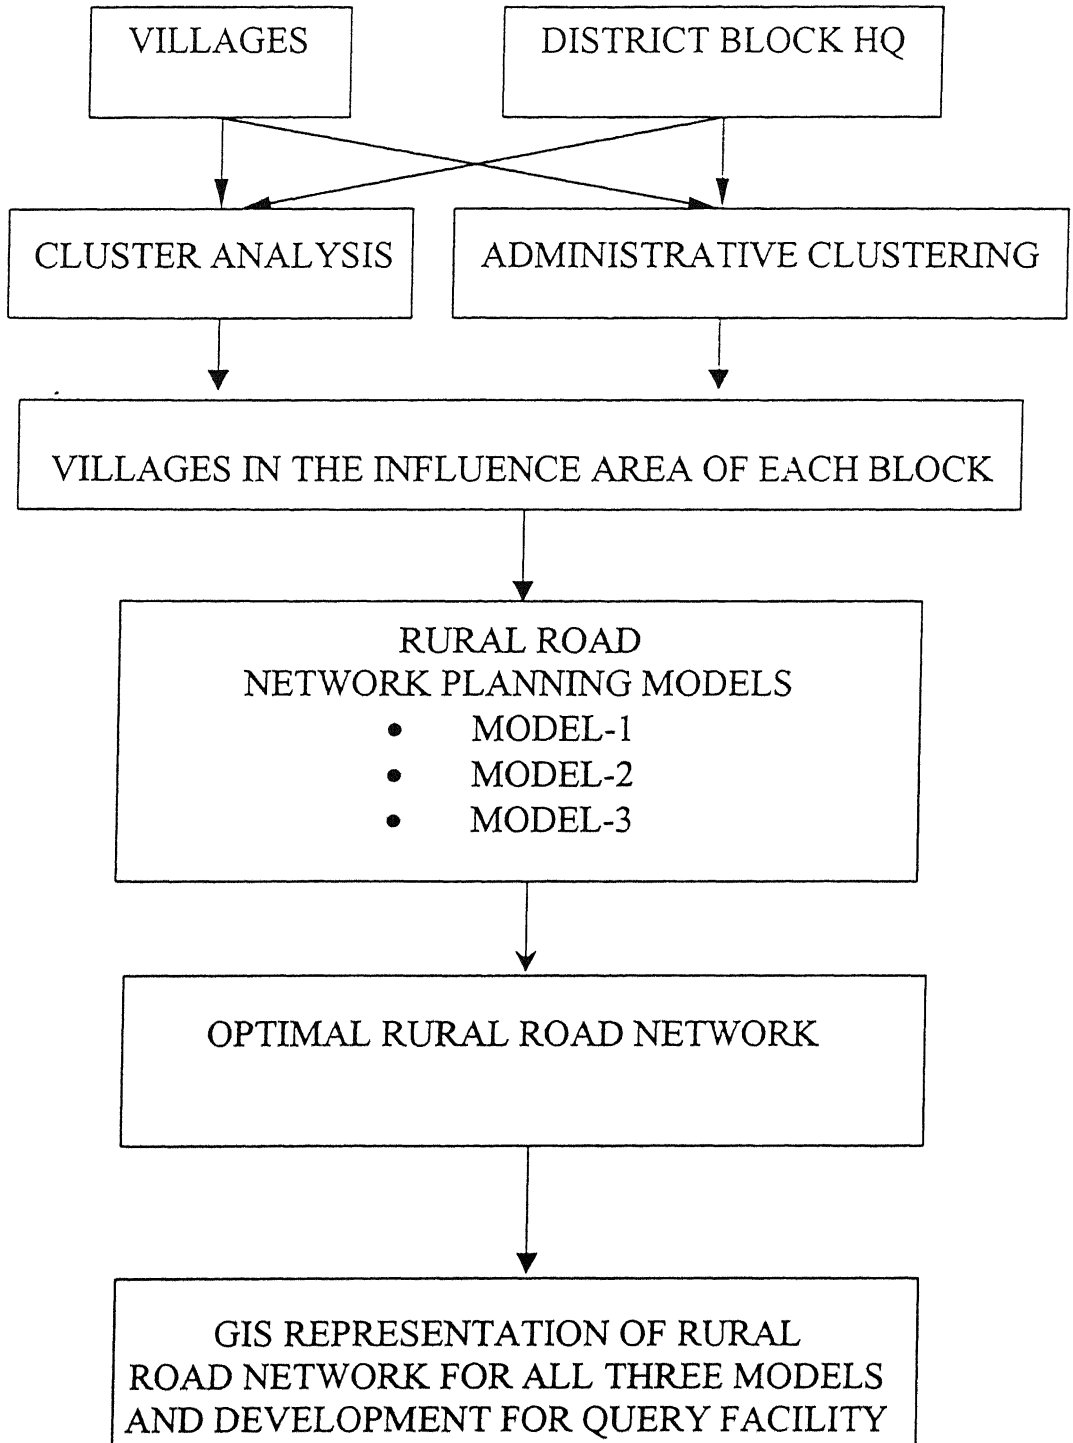 VILLAGES
DISTRICT BLOCK HQ
CLUSTER ANALYSIS
ADMINISTRATIVE CLUSTERING
VILLAGES IN THE INFLUENCE AREA OF EACH BLOCK
RURAL ROAD
NETWORK PLANNING MODELS
• MODEL-1
• MODEL-2
• MODEL-3
OPTIMAL RURAL ROAD NETWORK
GIS REPRESENTATION OF RURAL
ROAD NETWORK FOR ALL THREE MODELS
AND DEVELOPMENT FOR QUERY FACILITY